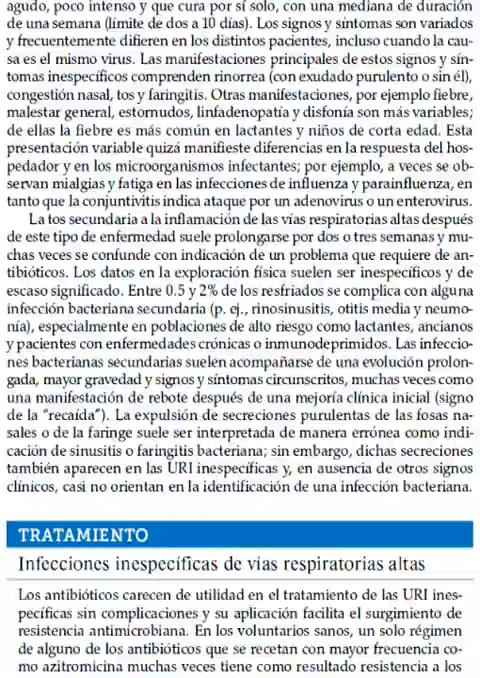 agudo, poco intenso y que cura por sí solo, con una mediana de duración
de una semana (límite de dos a 10 días). Los signos y síntomas son variados
y frecuentemente difieren en los distintos pacientes, incluso cuando la cau-
sa es el mismo virus. Las manifestaciones principales de estos signos y sín-
tomas inespecíficos comprenden rinorrea (con exudado purulento o sin él),
congestión nasal, tos y faringitis. Otras manifestaciones, por ejemplo fiebre,
malestar general, estornudos, linfadenopatía y disfonía son más variables;
de ellas la fiebre es más común en lactantes y niños de corta edad. Esta
presentación variable quizá manifieste diferencias en la respuesta del hos-
pedador y en los microorganismos infectantes; por ejemplo, a veces se ob-
servan mialgias y fatiga en las infecciones de influenza y parainfluenza, en
tanto que la conjuntivitis indica ataque por un adenovirus o un enterovirus.
La tos secundaria a la inflamación de las vías respiratorias altas después
de este tipo de enfermedad suele prolongarse por dos o tres semanas y mu-
chas veces se confunde con indicación de un problema que requiere de an-
tibióticos. Los datos en la exploración física suelen ser inespecíficos y de
escaso significado. Entre 0.5 y 2% de los resfriados se complica con alguna
infección bacteriana secundaria (p. ej., rinosinusitis, otitis media y neumo-
nía), especialmente en poblaciones de alto riesgo como lactantes, ancianos
y pacientes con enfermedades crónicas o inmunodeprimidos. Las infeccio-
nes bacterianas secundarias suelen acompañarse de una evolución prolon-
gada, mayor gravedad y signos y síntomas circunscritos, muchas veces como
una manifestación de rebote después de una mejoría clínica inicial (signo
de la "recaída"). La expulsión de secreciones purulentas de las fosas na-
sales o de la faringe suele ser interpretada de manera errónea como indi-
cación de sinusitis o faringitis bacteriana; sin embargo, dichas secreciones
también aparecen en las URI inespecíficas y, en ausencia de otros signos
clínicos, casi no orientan en la identificación de una infección bacteriana.
TRATAMIENTO
Infecciones inespecíficas de vías respiratorias altas
Los antibióticos carecen de utilidad en el tratamiento de las URI ines-
pecíficas sin complicaciones y su aplicación facilita el surgimiento de
resistencia antimicrobiana. En los voluntarios sanos, un solo régimen
de alguno de los antibióticos que se recetan con mayor frecuencia co-
mo azitromicina muchas veces tiene como resultado resistencia a los